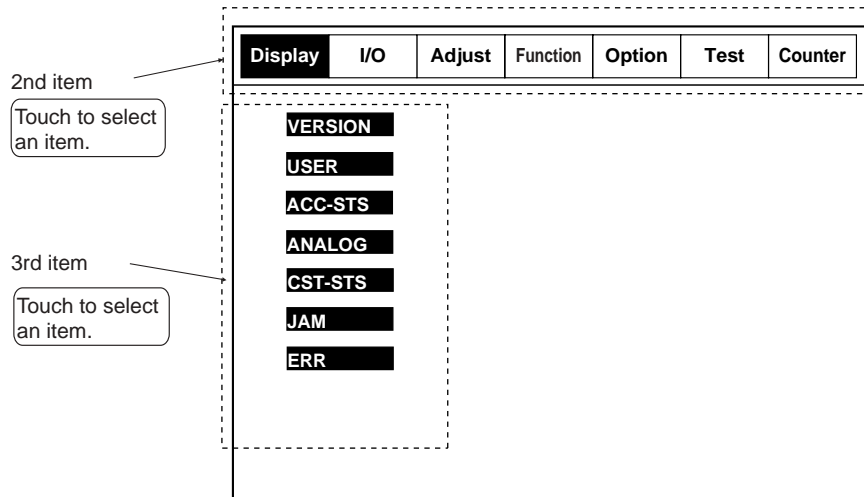 Display I/O Adjust Function Option Test Counter
2nd item
Touch to select
an item.
VERSION
USER
ACC-STS
ANALOG
CST-STS
JAM
ERR
3rd item
Touch to select
an item.